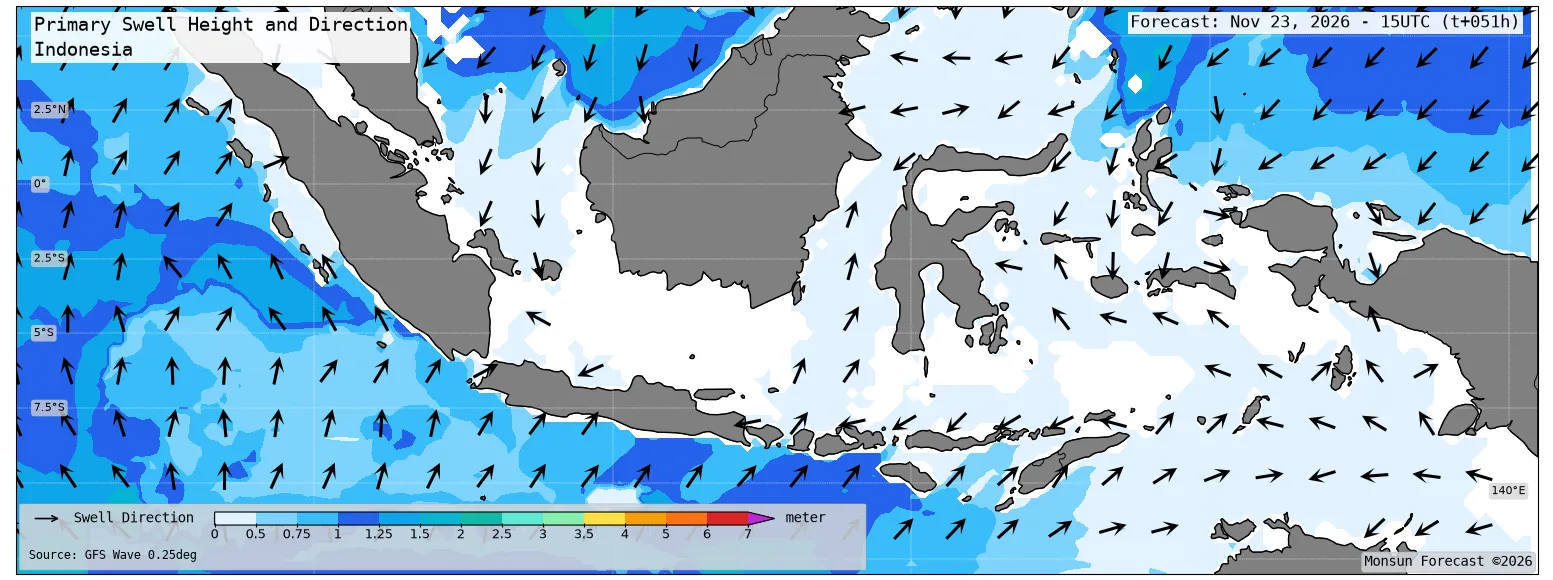 Primary Swell Height and Direction
Indonesia
Forecast: Nov 23, 2026 - 15UTC (t+051h)
2.5°N
0°
2.5°S
5°S
7.5°S
140°E
Swell Direction
0 0.5 0.75 1 1.25 1.5 2 2.5 3 3.5 4 5 6 7 meter
Source: GFS Wave 0.25deg
Monsun Forecast ©2026